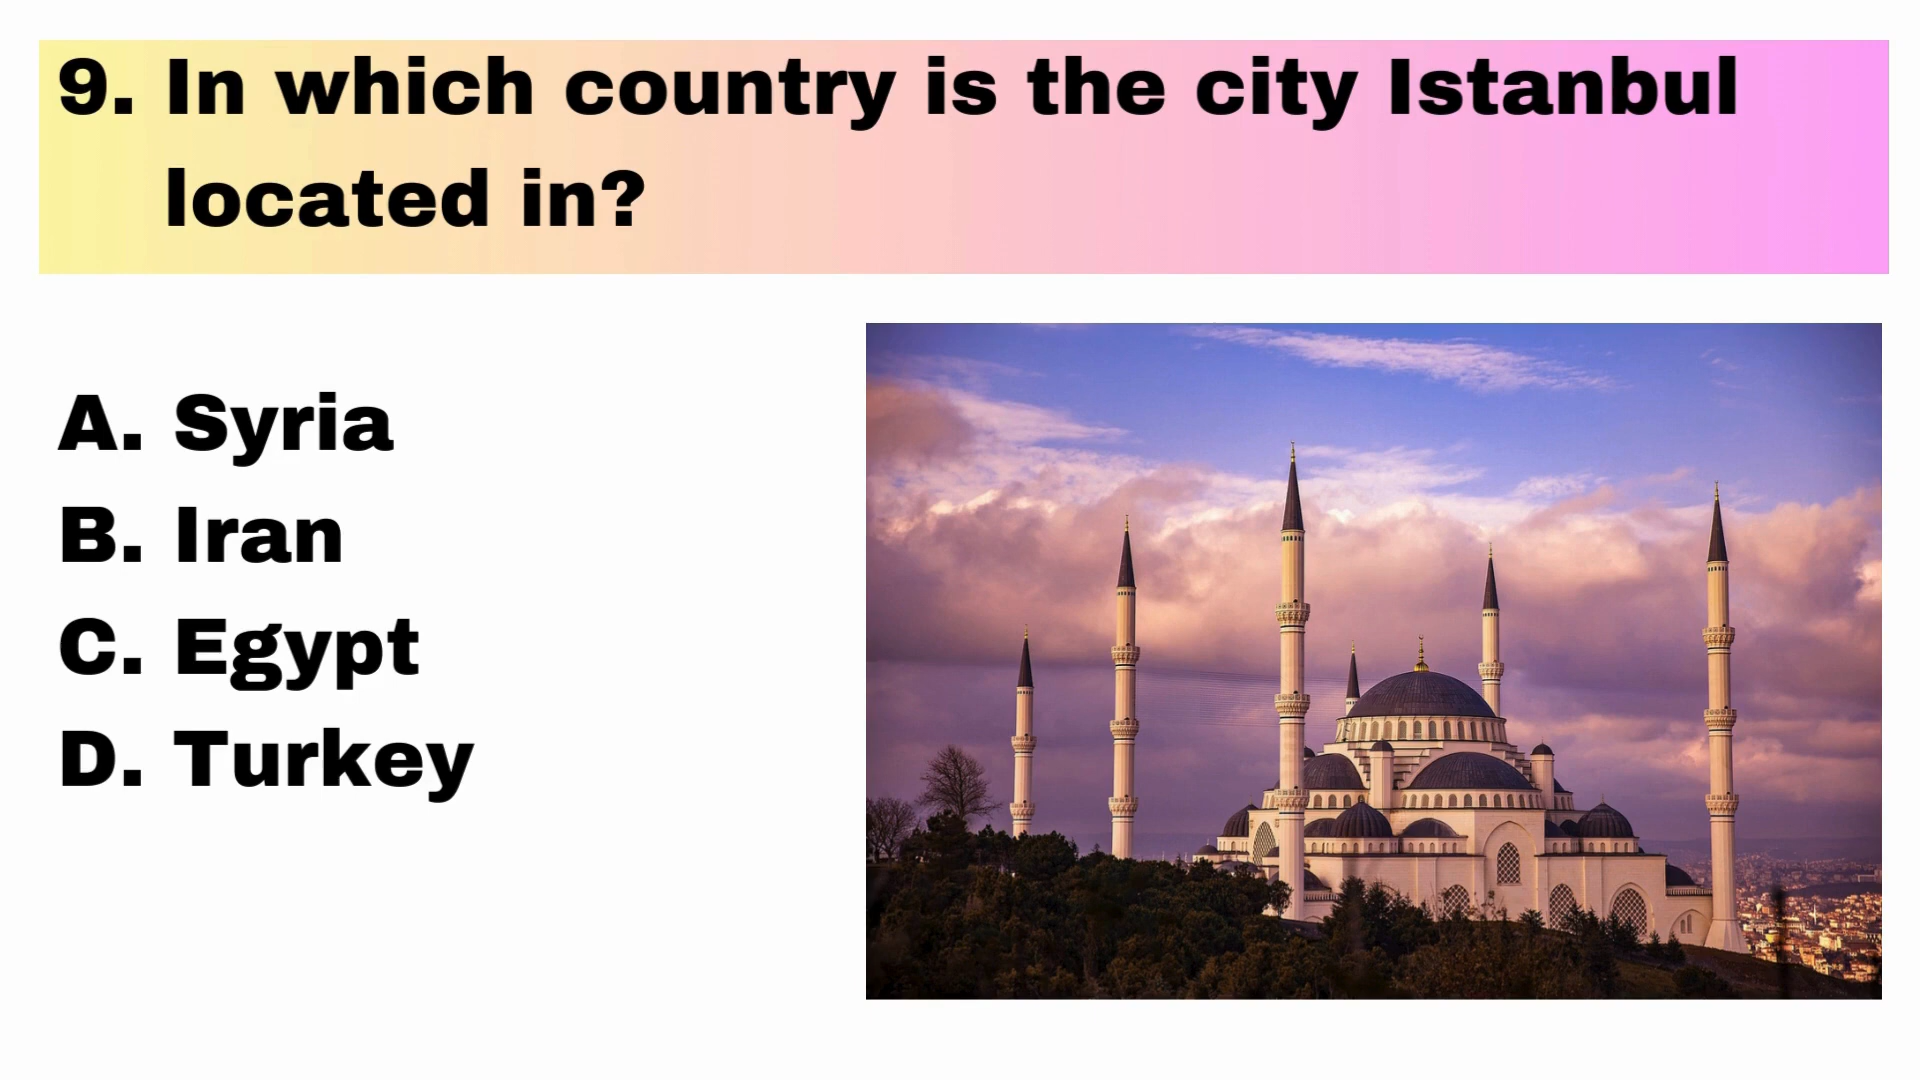 9. In which country is the city Istanbul
located in?
A. Syria
B. Iran
C. Egypt
D. Turkey